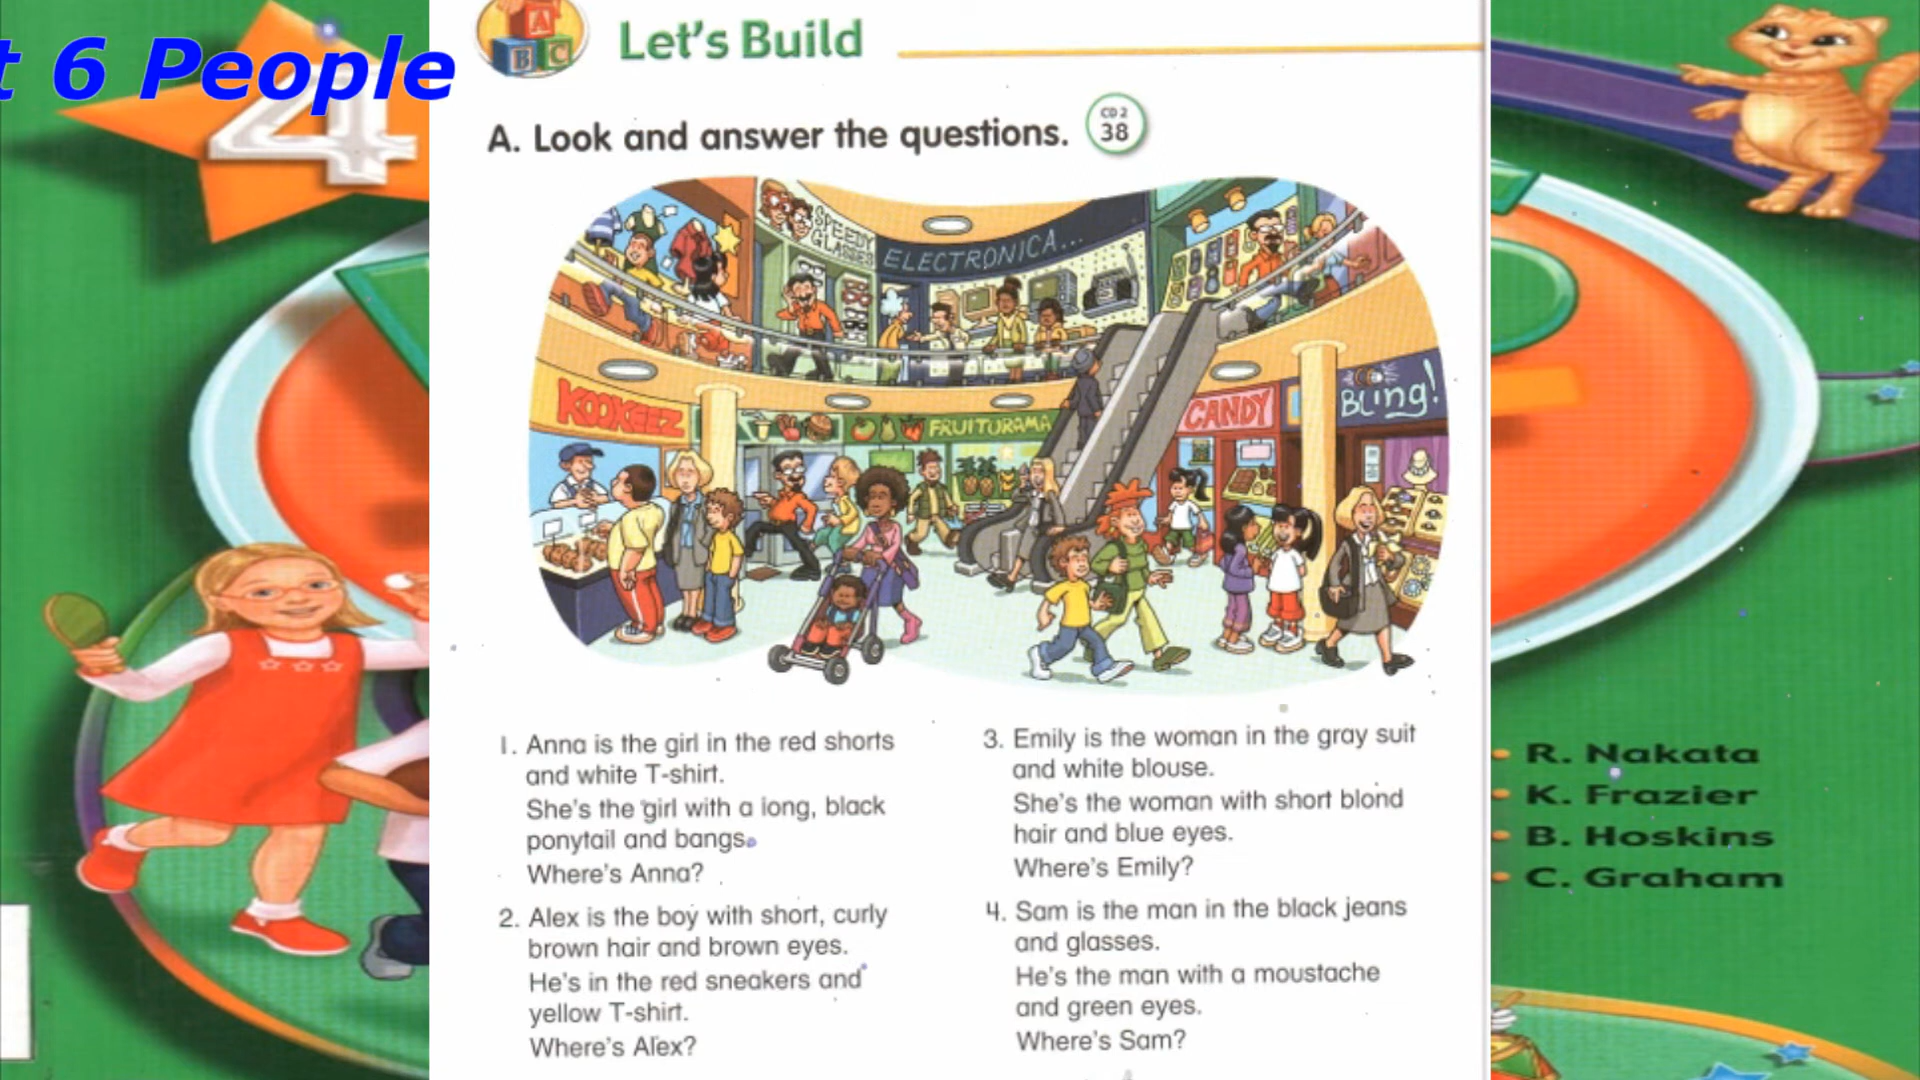 t 6 People
4
A
B C
Let's Build
A. Look and answer the questions.
CD 2
38
SPEEDY
GLASSES
ELECTRONICA...
KOOKEEZ
FRUITORAMA
CANDY
BLing!
1. Anna is the girl in the red shorts
and white T-shirt.
She's the girl with a long, black
ponytail and bangs.
Where's Anna?
2. Alex is the boy with short, curly
brown hair and brown eyes.
He's in the red sneakers and
yellow T-shirt.
Where's Alex?
3. Emily is the woman in the gray suit
and white blouse.
She's the woman with short blond
hair and blue eyes.
Where's Emily?
4. Sam is the man in the black jeans
and glasses.
He's the man with a moustache
and green eyes.
Where's Sam?
R. Nakata
K. Frazier
B. Hoskins
C. Graham